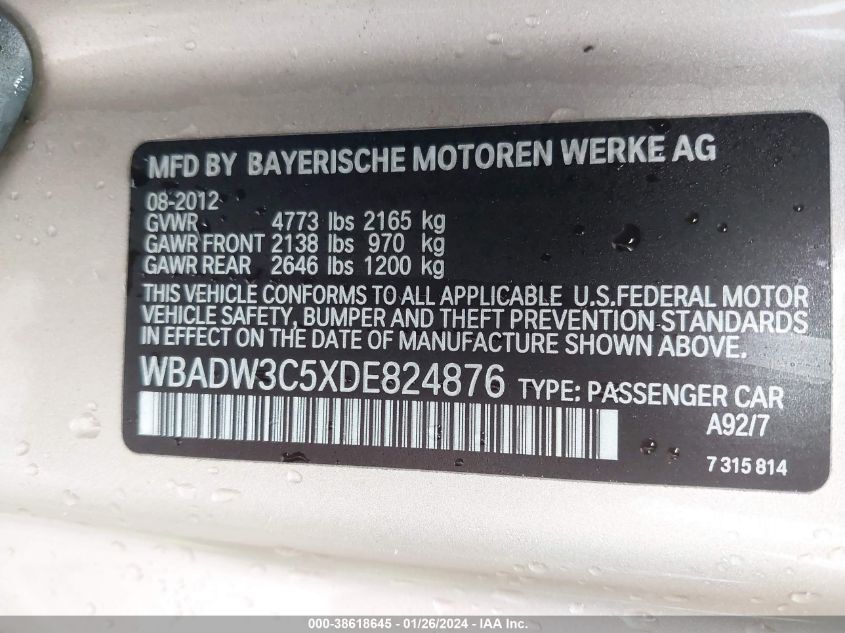 MFD BY BAYERISCHE MOTOREN WERKE AG
08-2012
GVWR 4773 lbs 2165 kg
GAWR FRONT 2138 lbs 970 kg
GAWR REAR 2646 lbs 1200 kg
THIS VEHICLE CONFORMS TO ALL APPLICABLE U.S.FEDERAL MOTOR
VEHICLE SAFETY, BUMPER AND THEFT PREVENTION STANDARDS
IN EFFECT ON THE DATE OF MANUFACTURE SHOWN ABOVE.
WBADW3C5XDE824876 TYPE: PASSENGER CAR
A92/7
7 315 814
000-38618645 - 01/26/2024 - IAA Inc.